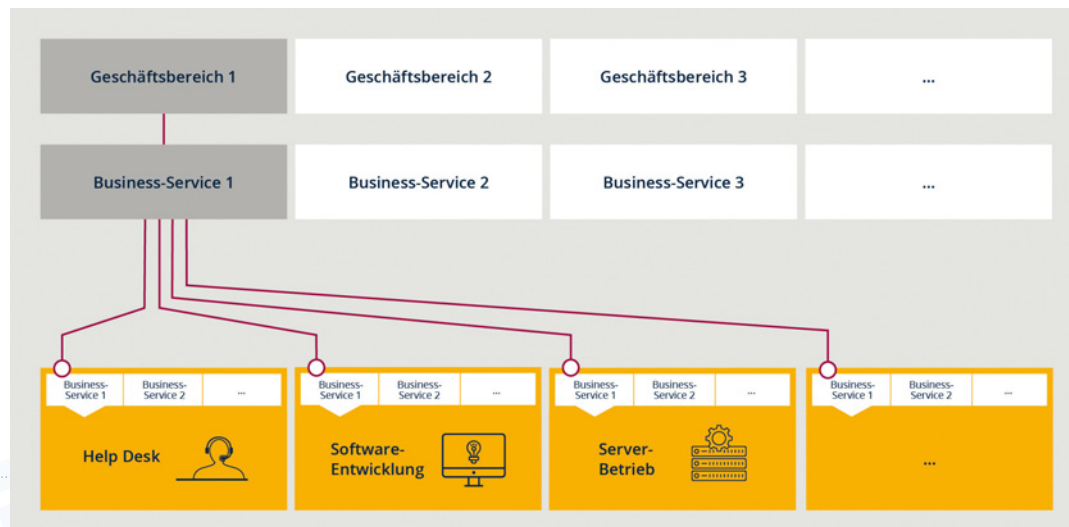 Geschäftsbereich 1
Geschäftsbereich 2
Geschäftsbereich 3
...
Business-Service 1
Business-Service 2
Business-Service 3
...
Business-
Service 1
Business-
Service 2
...
Help Desk
Business-
Service 1
Business-
Service 2
...
Software-
Entwicklung
Business-
Service 1
Business-
Service 2
...
Server-
Betrieb
Business-
Service 1
Business-
Service 2
...
...